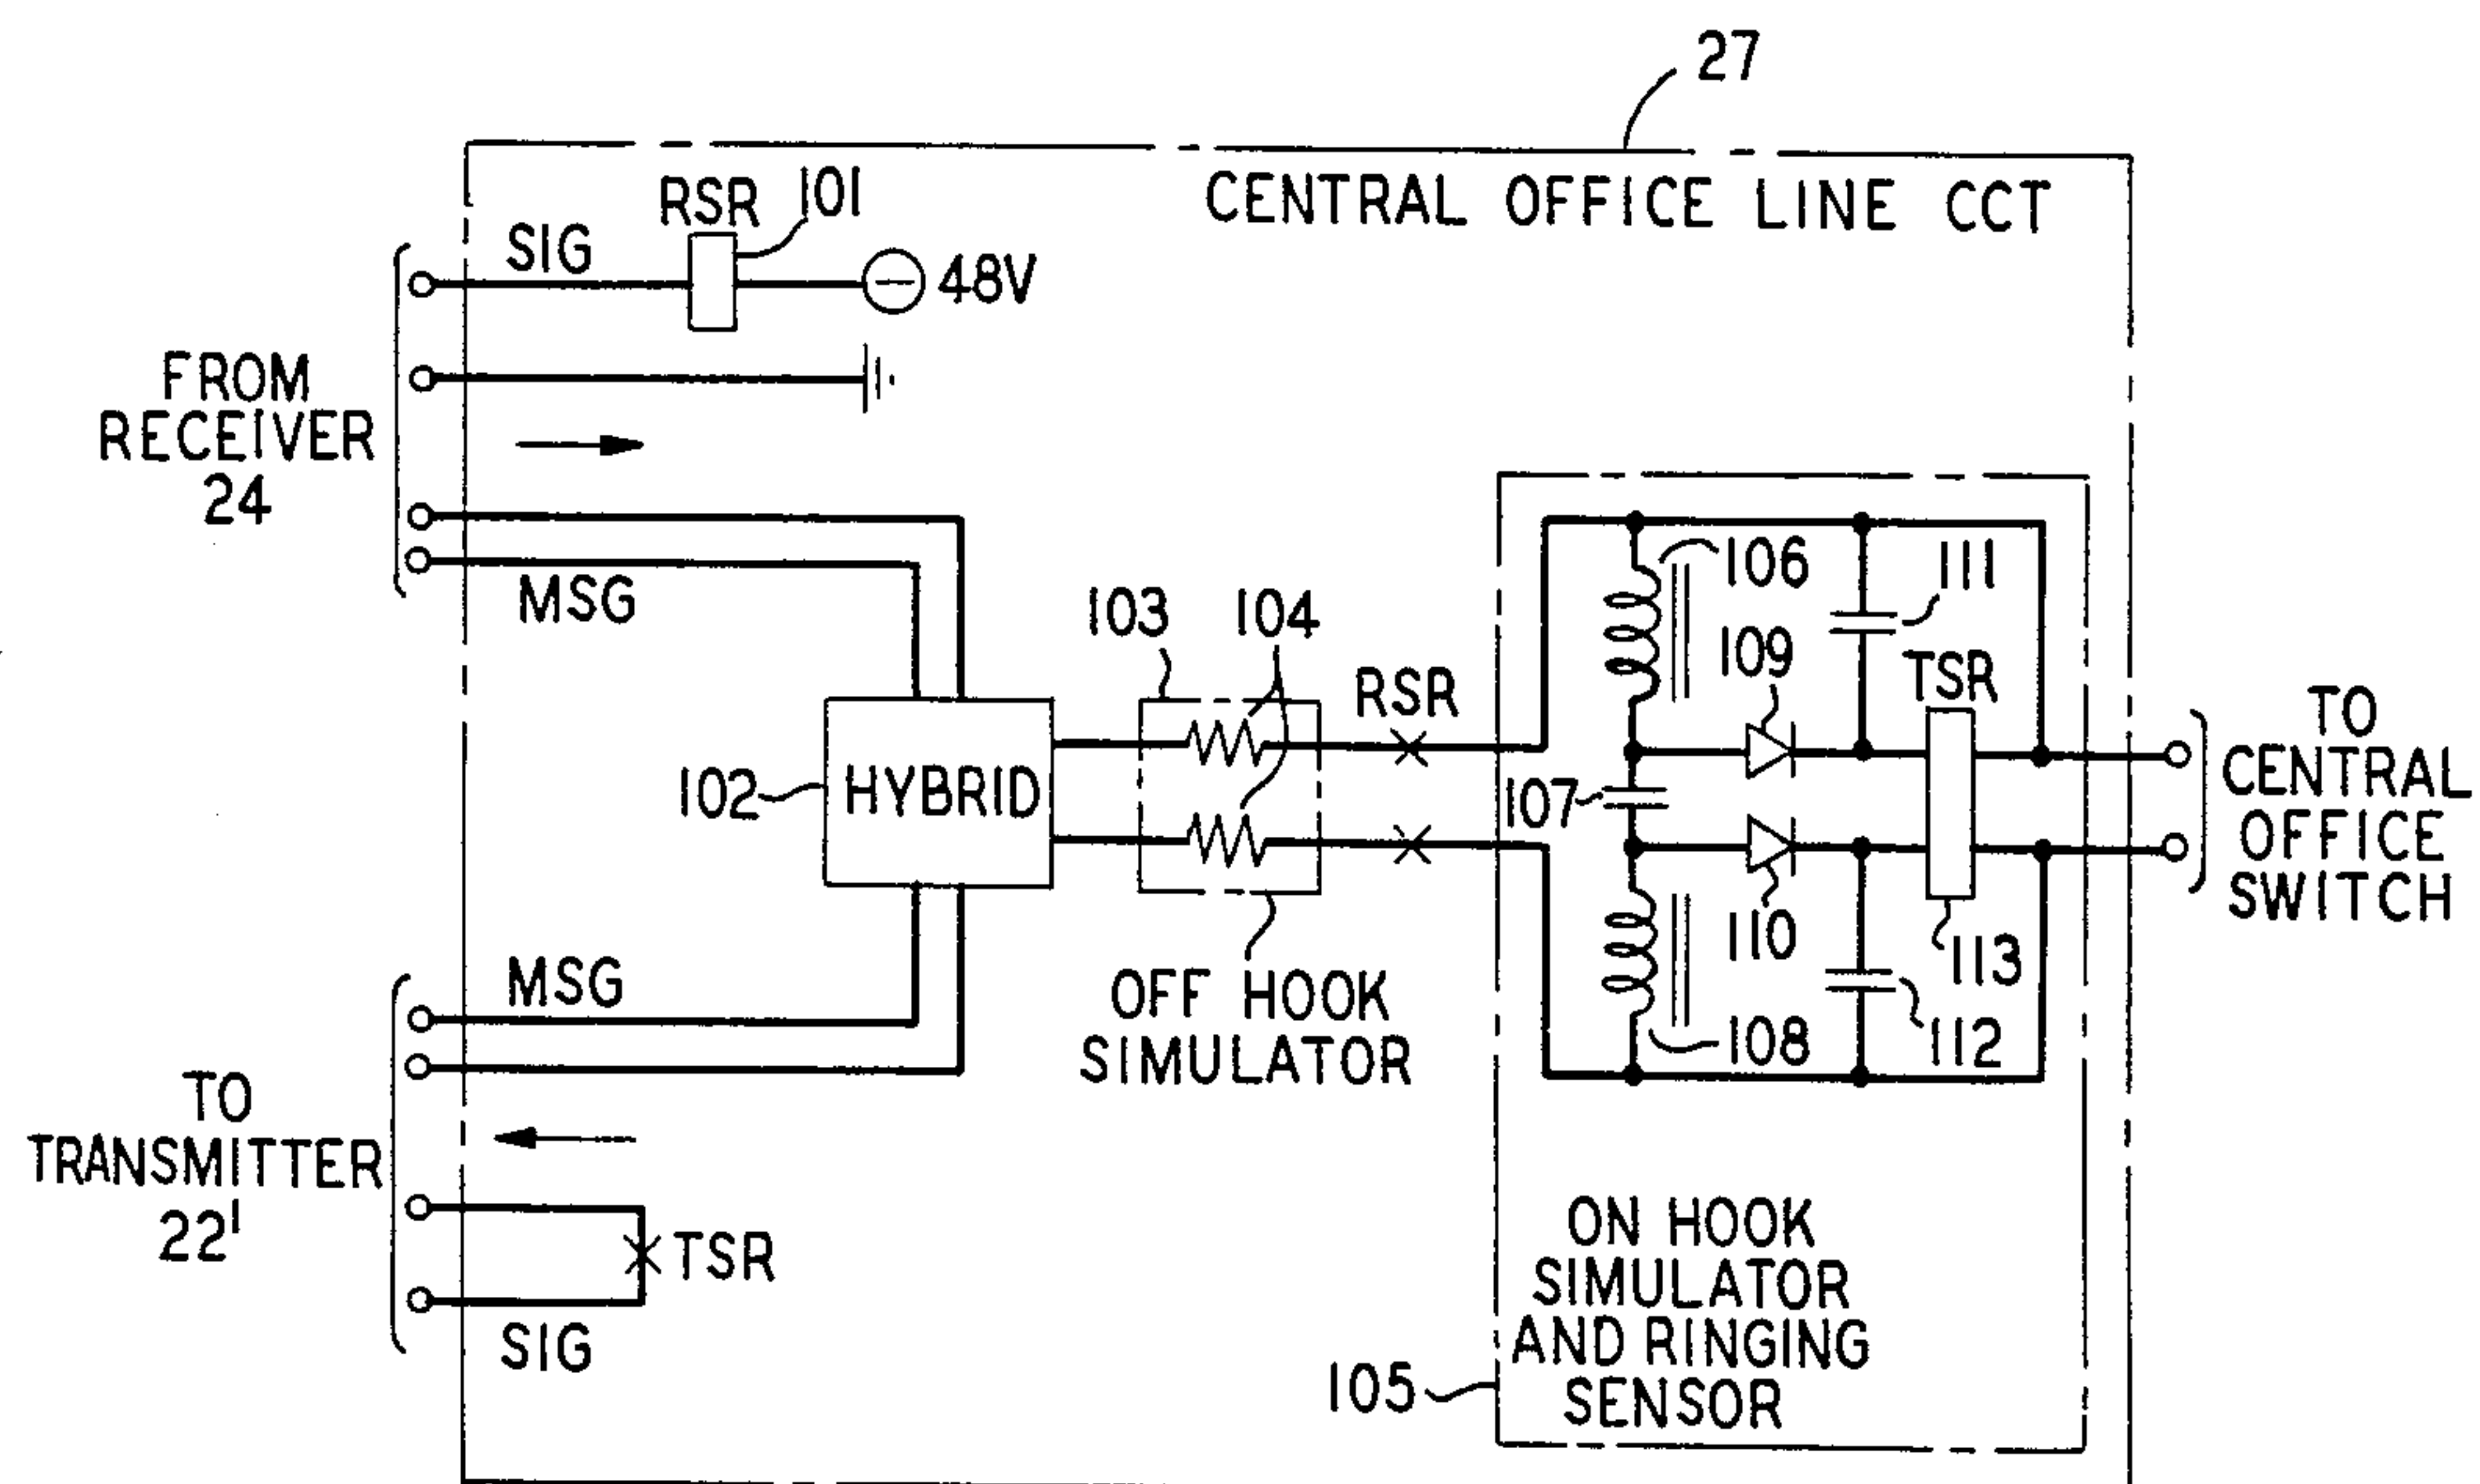 27
CENTRAL OFFICE LINE CCT
RSR
101
SIG
48V
FROM
RECEIVER
24
MSG
103
104
RSR
102
HYBRID
OFF HOOK
SIMULATOR
106
111
109
TSR
107
110
113
108
112
TO
CENTRAL
OFFICE
SWITCH
MSG
TO
TRANSMITTER
22'
TSR
SIG
ON HOOK
SIMULATOR
AND RINGING
SENSOR
105